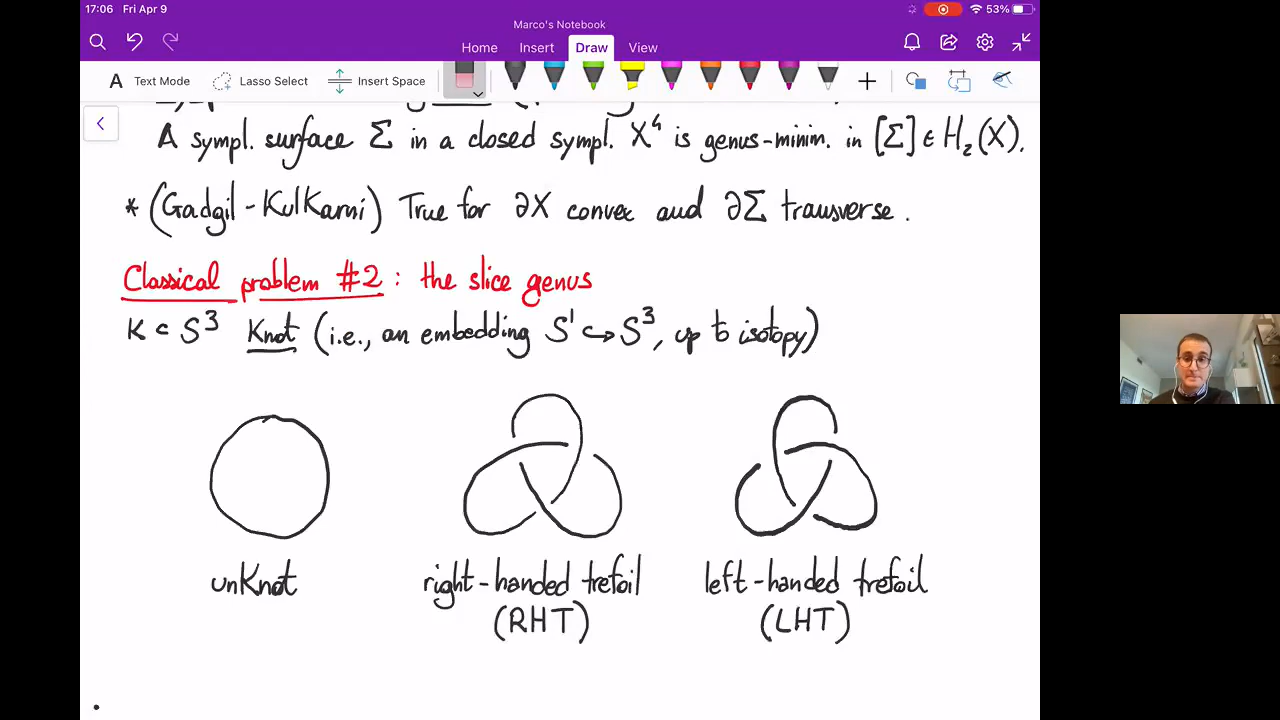 17:06 Fri Apr 9
53%
Marco's Notebook
Home Insert Draw View
A Text Mode Lasso Select Insert Space
A sympl. surface Σ in a closed sympl. X⁴ is genus-minim. in [Σ] ∈ H₂(X).
* (Gadgil-Kulkarni) True for ∂X convex and ∂Σ transverse.
Classical problem #2: the slice genus
K ⊂ S³ Knot (i.e., an embedding S¹ ↪ S³, up to isotopy)
unknot
right-handed trefoil
(RHT)
left-handed trefoil
(LHT)